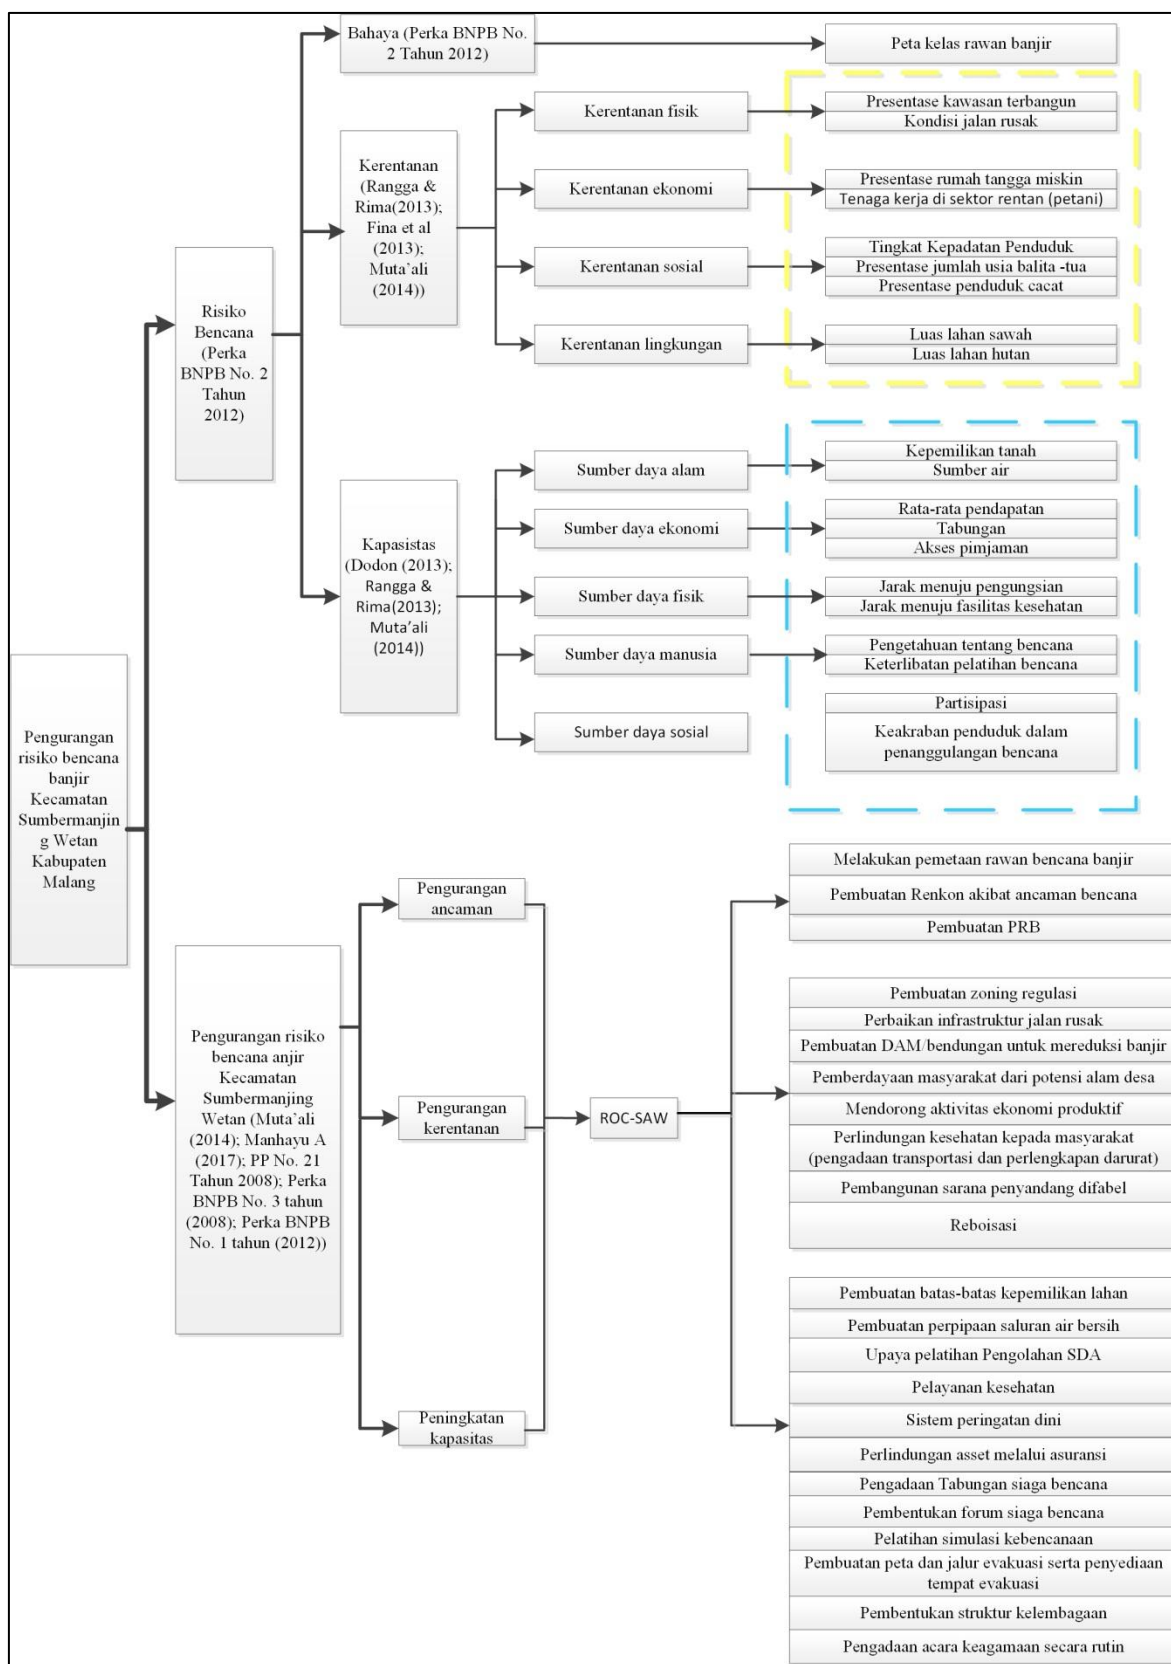 Pengurangan
risiko bencana
banjir
Kecamatan
Sumbermanjin
g Wetan
Kabupaten
Malang
Risiko
Bencana
(Perka
BNPB No. 2
Tahun
2012)
Bahaya (Perka BNPB No.
2 Tahun 2012)
Peta kelas rawan banjir
Kerentanan
(Rangga &
Rima(2013);
Fina et al
(2013);
Muta’ali
(2014))
Kerentanan fisik
Presentase kawasan terbangun
Kondisi jalan rusak
Kerentanan ekonomi
Presentase rumah tangga miskin
Tenaga kerja di sektor rentan (petani)
Kerentanan sosial
Tingkat Kepadatan Penduduk
Presentase jumlah usia balita -tua
Presentase penduduk cacat
Kerentanan lingkungan
Luas lahan sawah
Luas lahan hutan
Kapasistas
(Dodon (2013);
Rangga &
Rima(2013);
Muta’ali
(2014))
Sumber daya alam
Kepemilikan tanah
Sumber air
Sumber daya ekonomi
Rata-rata pendapatan
Tabungan
Akses pimjaman
Sumber daya fisik
Jarak menuju pengungsian
Jarak menuju fasilitas kesehatan
Sumber daya manusia
Pengetahuan tentang bencana
Keterlibatan pelatihan bencana
Sumber daya sosial
Partisipasi
Keakraban penduduk dalam
penanggulangan bencana
Pengurangan risiko
bencana anjir
Kecamatan
Sumbermanjing
Wetan (Muta’ali
(2014); Manhayu A
(2017); PP No. 21
Tahun 2008); Perka
BNPB No. 3 tahun
(2008); Perka BNPB
No. 1 tahun (2012))
Pengurangan
ancaman
Pengurangan
kerentanan
Peningkatan
kapasitas
ROC-SAW
Melakukan pemetaan rawan bencana banjir
Pembuatan Renkon akibat ancaman bencana
Pembuatan PRB
Pembuatan zoning regulasi
Perbaikan infrastruktur jalan rusak
Pembuatan DAM/bendungan untuk mereduksi banjir
Pemberdayaan masyarakat dari potensi alam desa
Mendorong aktivitas ekonomi produktif
Perlindungan kesehatan kepada masyarakat
(pengadaan transportasi dan perlengkapan darurat)
Pembangunan sarana penyandang difabel
Reboisasi
Pembuatan batas-batas kepemilikan lahan
Pembuatan perpipaan saluran air bersih
Upaya pelatihan Pengolahan SDA
Pelayanan kesehatan
Sistem peringatan dini
Perlindungan asset melalui asuransi
Pengadaan Tabungan siaga bencana
Pembentukan forum siaga bencana
Pelatihan simulasi kebencanaan
Pembuatan peta dan jalur evakuasi serta penyediaan
tempat evakuasi
Pembentukan struktur kelembagaan
Pengadaan acara keagamaan secara rutin